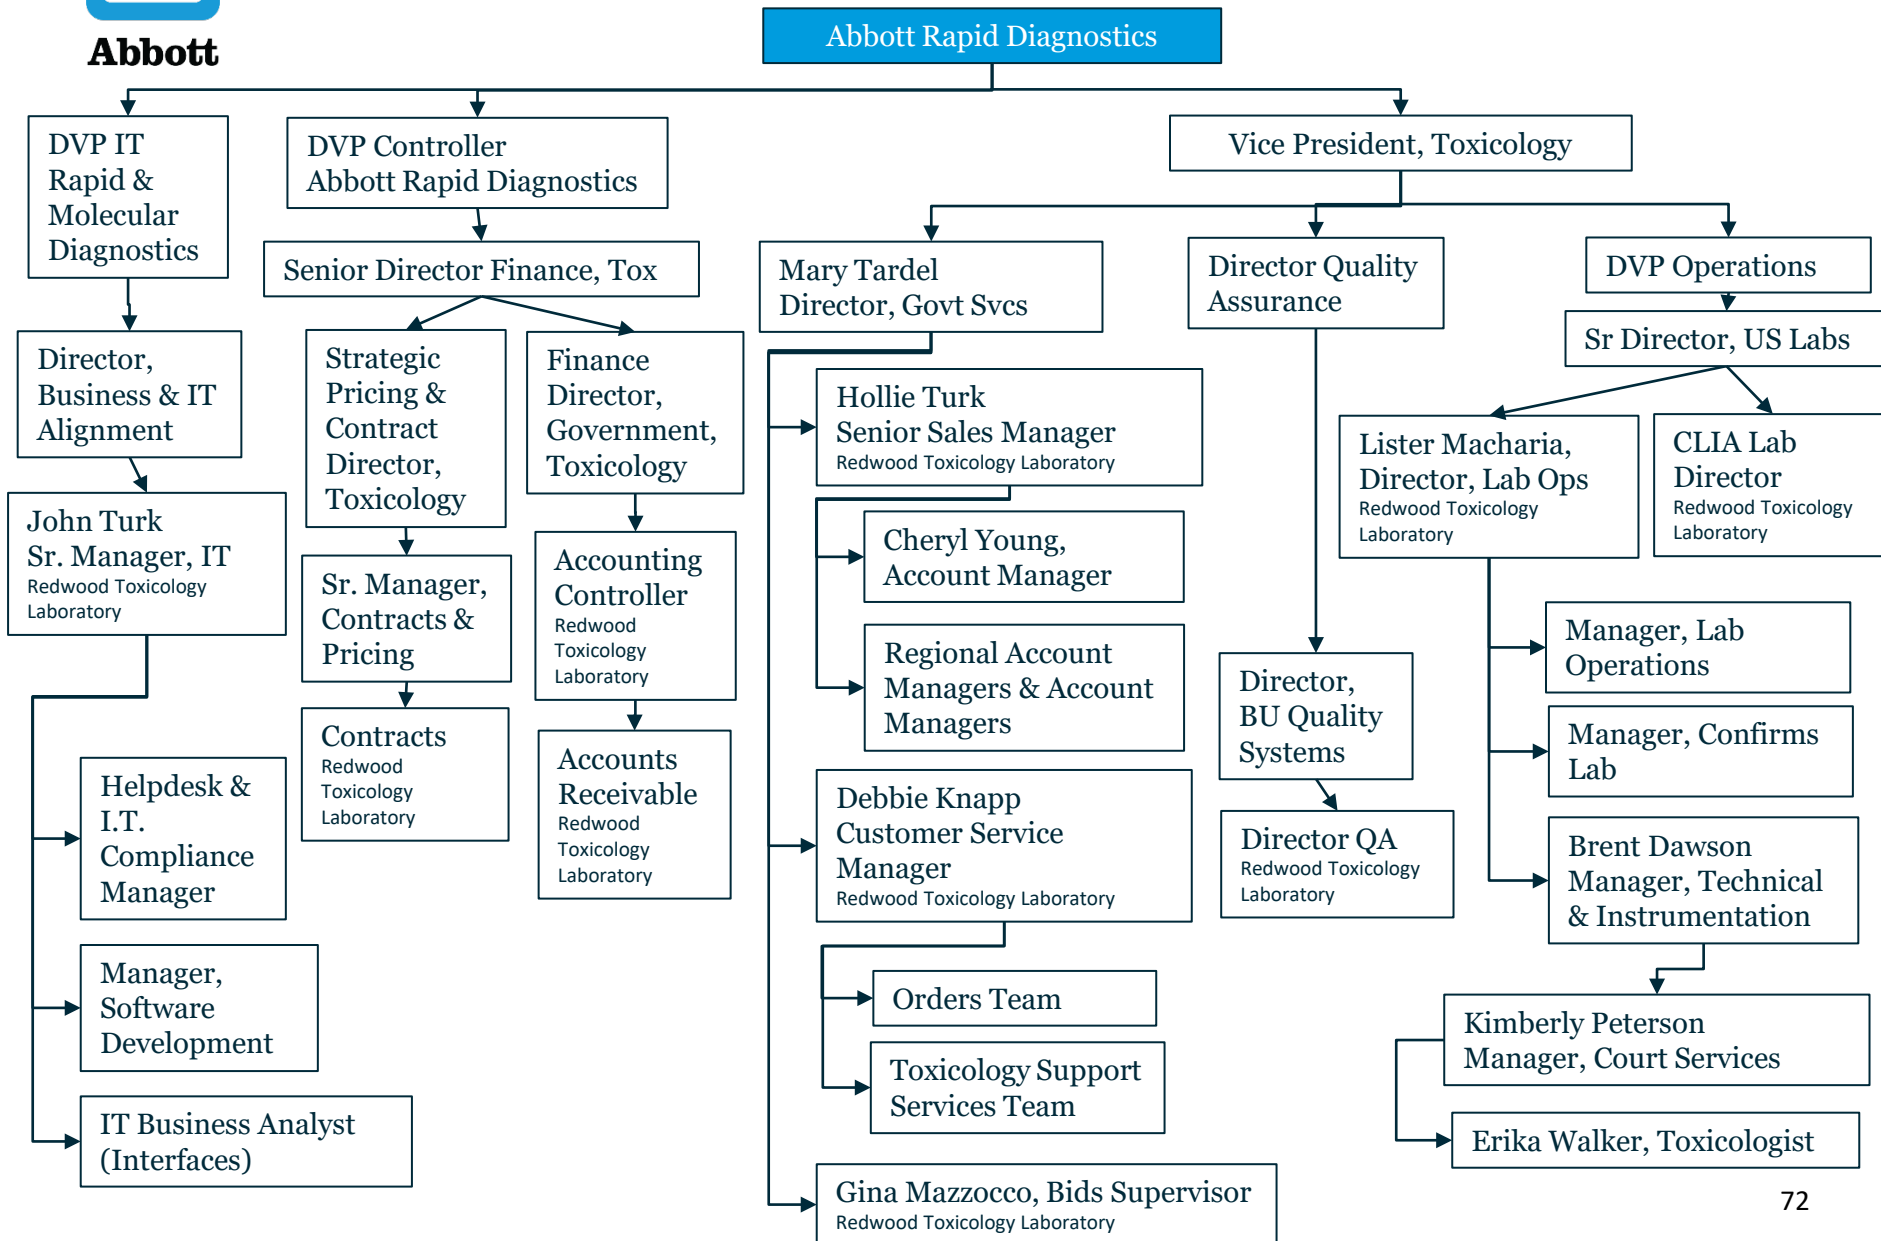 Abbott
Abbott Rapid Diagnostics
DVP IT
Rapid &
Molecular
Diagnostics
DVP Controller
Abbott Rapid Diagnostics
Vice President, Toxicology
Senior Director Finance, Tox
Mary Tardel
Director, Govt Svcs
Director Quality
Assurance
DVP Operations
Director,
Business & IT
Alignment
Strategic
Pricing &
Contract
Director,
Toxicology
Finance
Director,
Government,
Toxicology
Sr Director, US Labs
Hollie Turk
Senior Sales Manager
Redwood Toxicology Laboratory
Lister Macharia,
Director, Lab Ops
Redwood Toxicology
Laboratory
CLIA Lab
Director
Redwood Toxicology
Laboratory
John Turk
Sr. Manager, IT
Redwood Toxicology
Laboratory
Sr. Manager,
Contracts &
Pricing
Accounting
Controller
Redwood
Toxicology
Laboratory
Cheryl Young,
Account Manager
Regional Account
Managers & Account
Managers
Director,
BU Quality
Systems
Manager, Lab
Operations
Manager, Confirms
Lab
Contracts
Redwood
Toxicology
Laboratory
Accounts
Receivable
Redwood
Toxicology
Laboratory
Helpdesk &
I.T.
Compliance
Manager
Debbie Knapp
Customer Service
Manager
Redwood Toxicology Laboratory
Director QA
Redwood Toxicology
Laboratory
Brent Dawson
Manager, Technical
& Instrumentation
Manager,
Software
Development
Orders Team
Toxicology Support
Services Team
Kimberly Peterson
Manager, Court Services
IT Business Analyst
(Interfaces)
Erika Walker, Toxicologist
Gina Mazzocco, Bids Supervisor
Redwood Toxicology Laboratory
72